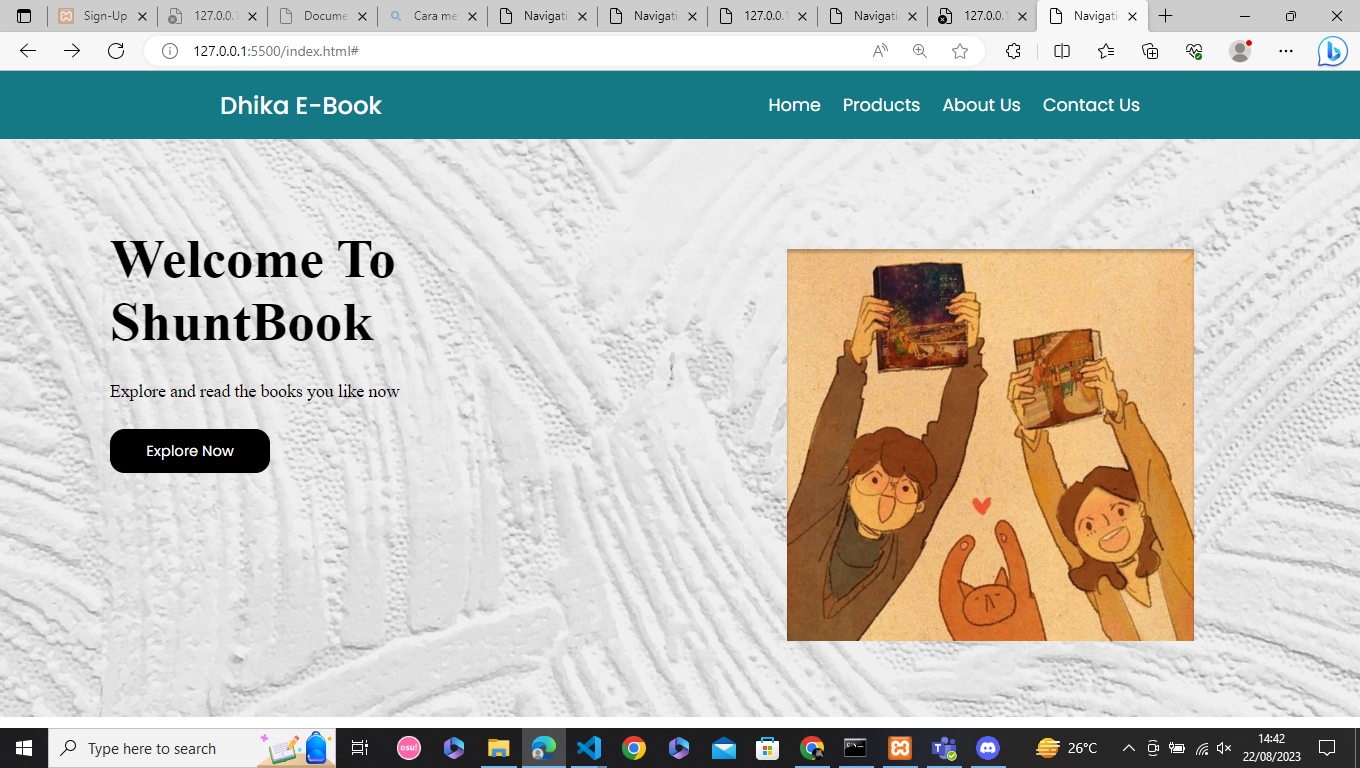 Sign-Up
127.0.0.1
Docume
Cara me
Navigati
Navigati
127.0.0.1
Navigati
127.0.0.1
Navigati
127.0.0.1:5500/index.html#
Dhika E-Book
Home Products About Us Contact Us
Welcome To
ShuntBook
Explore and read the books you like now
Explore Now
Type here to search
osu!
26°C
14:42
22/08/2023